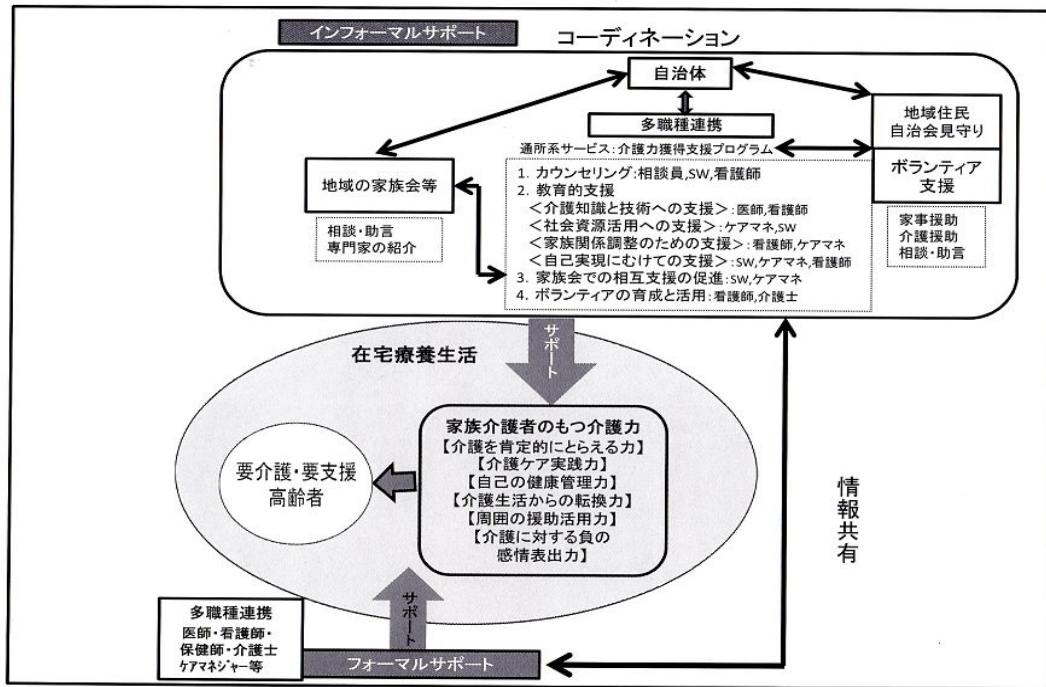 インフォーマルサポート
コーディネーション
自治体
多職種連携
地域住民
自治会見守り
ボランティア
支援
家事援助
介護援助
相談・助言
地域の家族会等
相談・助言
専門家の紹介
通所系サービス:介護力獲得支援プログラム
1. カウンセリング:相談員,SW,看護師
2. 教育的支援
<介護知識と技術への支援>:医師,看護師
<社会資源活用への支援>:ケアマネ,SW
<家族関係調整のための支援>:看護師,ケアマネ
<自己実現にむけての支援>:SW,ケアマネ,看護師
3. 家族会での相互支援の促進:SW,ケアマネ
4. ボランティアの育成と活用:看護師,介護士
サポート
在宅療養生活
家族介護者のもつ介護力
【介護を肯定的にとらえる力】
【介護ケア実践力】
【自己の健康管理力】
【介護生活からの転換力】
【周囲の援助活用力】
【介護に対する負の
感情表出力】
要介護・要支援
高齢者
情報共有
サポート
多職種連携
医師・看護師・
保健師・介護士
ケアマネジャー等
フォーマルサポート